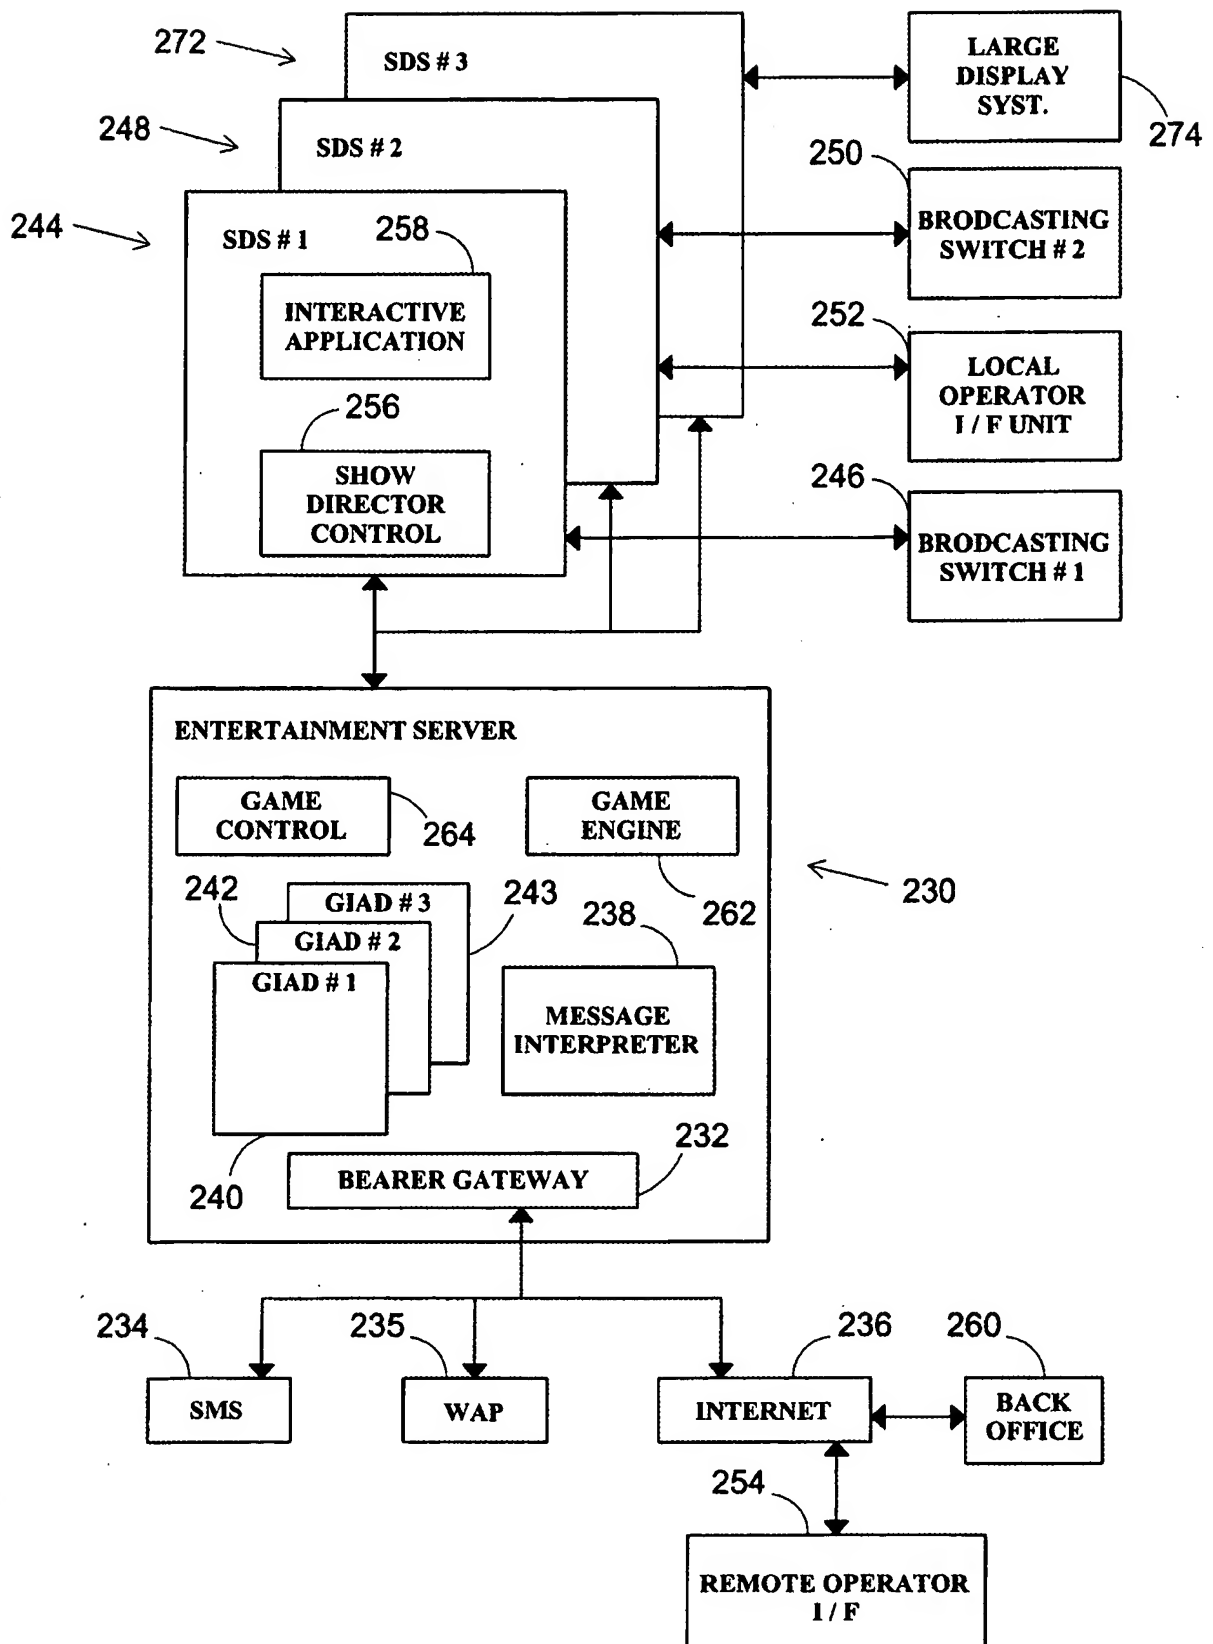 272
SDS # 3
LARGE
DISPLAY
SYST.
274
248
SDS # 2
250
BRODCASTING
SWITCH # 2
244
SDS # 1
258
INTERACTIVE
APPLICATION
252
LOCAL
OPERATOR
I / F UNIT
256
SHOW
DIRECTOR
CONTROL
246
BRODCASTING
SWITCH # 1
ENTERTAINMENT SERVER
GAME
CONTROL
264
GAME
ENGINE
262
230
242
GIAD # 3
243
GIAD # 2
GIAD # 1
238
MESSAGE
INTERPRETER
240
232
BEARER GATEWAY
234
SMS
235
WAP
236
INTERNET
260
BACK
OFFICE
254
REMOTE OPERATOR
I / F